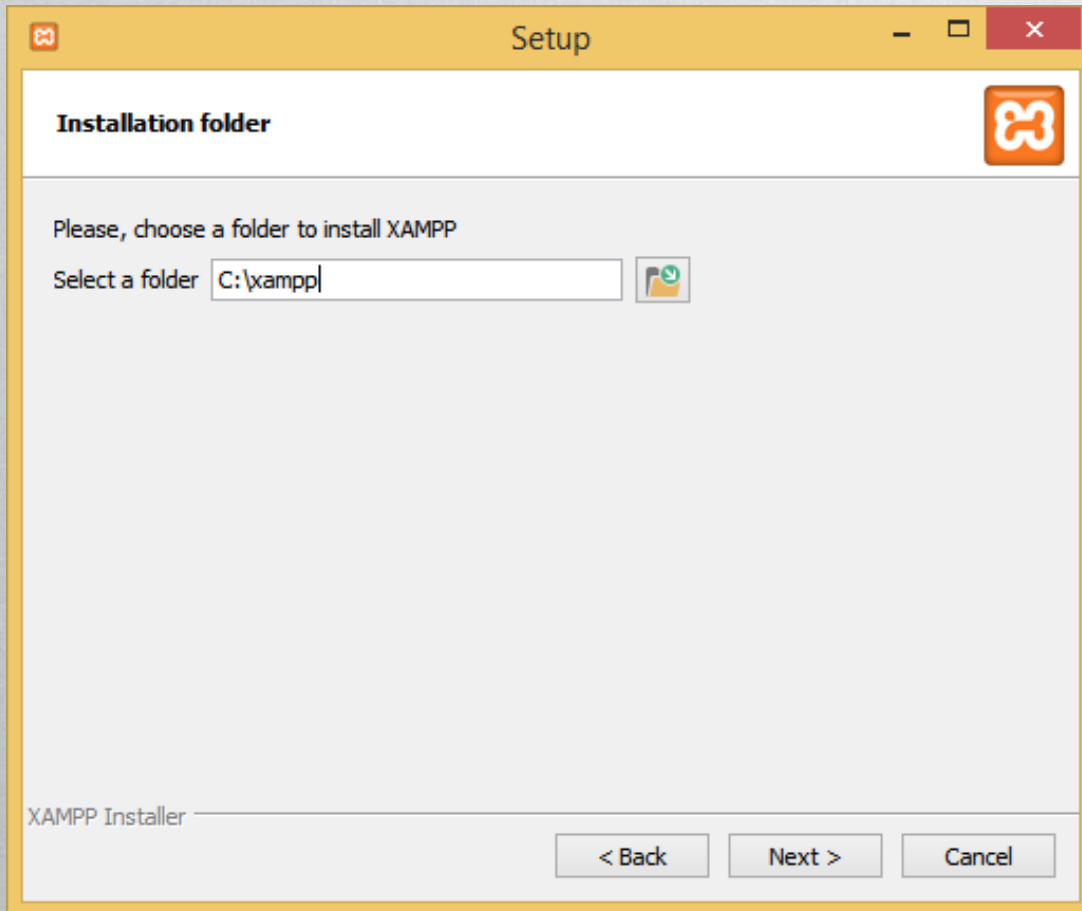 Setup
Installation folder
Please, choose a folder to install XAMPP
Select a folder C:\xampp
XAMPP Installer
< Back Next > Cancel